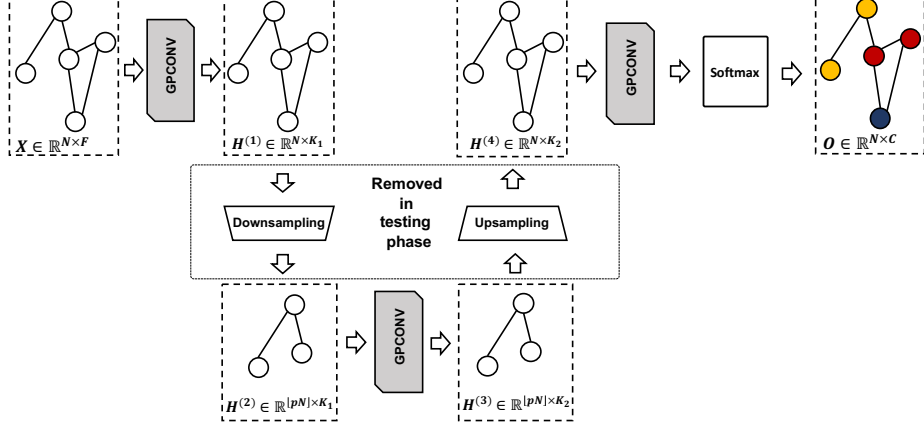 GPCONV
GPCONV
Softmax
X ∈ ℝ^{N×F}
H^{(1)} ∈ ℝ^{N×K_1}
H^{(4)} ∈ ℝ^{N×K_2}
O ∈ ℝ^{N×C}
Downsampling
Removed
in
testing
phase
Upsampling
GPCONV
H^{(2)} ∈ ℝ^{⌊pN⌋×K_1}
H^{(3)} ∈ ℝ^{⌊pN⌋×K_2}